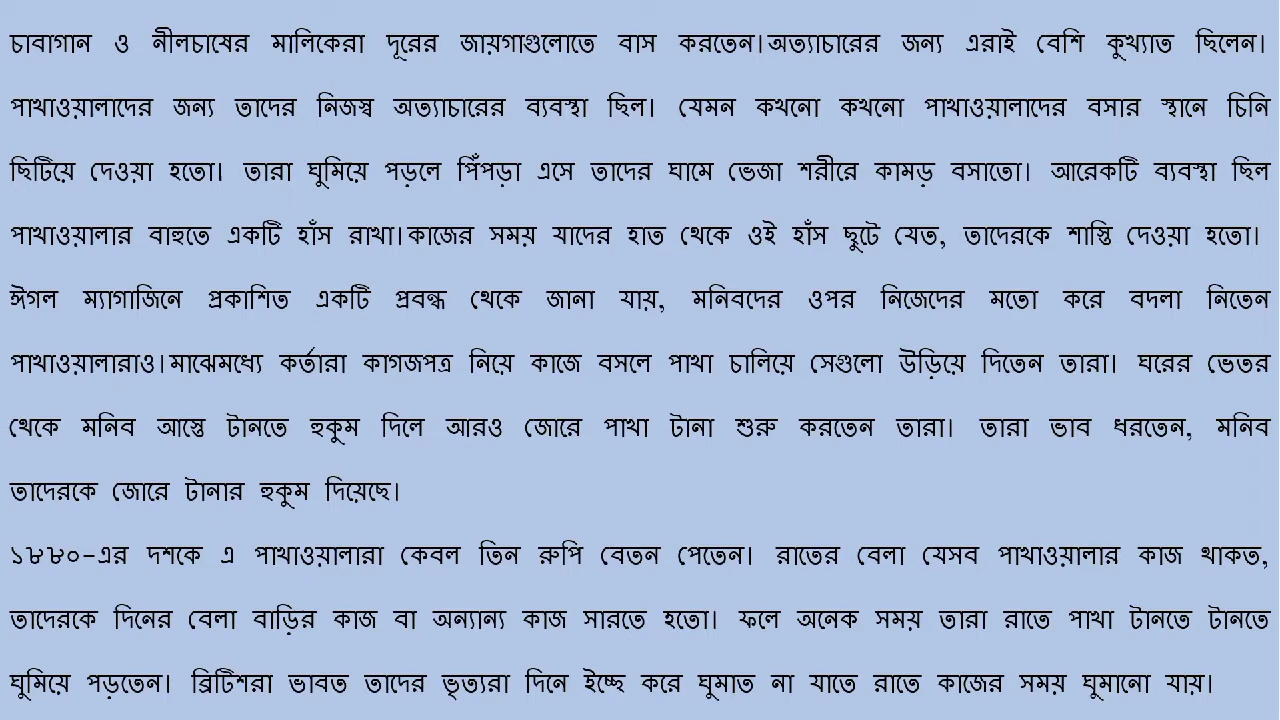 চাবাগান ও নীলচাষের মালিকেরা দূরের জায়গাগুলোতে বাস করতেন।অত্যাচারের জন্য এরাই বেশি কুখ্যাত ছিলেন।
পাখাওয়ালাদের জন্য তাদের নিজস্ব অত্যাচারের ব্যবস্থা ছিল। যেমন কখনো কখনো পাখাওয়ালাদের বসার স্থানে চিনি
ছিটিয়ে দেওয়া হতো। তারা ঘুমিয়ে পড়লে পিঁপড়া এসে তাদের ঘামে ভেজা শরীরে কামড় বসাতো। আরেকটি ব্যবস্থা ছিল
পাখাওয়ালার বাহুতে একটি হাঁস রাখা।কাজের সময় যাদের হাত থেকে ওই হাঁস ছুটে যেত, তাদেরকে শাস্তি দেওয়া হতো।
ঈগল ম্যাগাজিনে প্রকাশিত একটি প্রবন্ধ থেকে জানা যায়, মনিবদের ওপর নিজেদের মতো করে বদলা নিতেন
পাখাওয়ালারাও।মাঝেমধ্যে কর্তারা কাগজপত্র নিয়ে কাজে বসলে পাখা চালিয়ে সেগুলো উড়িয়ে দিতেন তারা। ঘরের ভেতর
থেকে মনিব আস্তে টানতে হুকুম দিলে আরও জোরে পাখা টানা শুরু করতেন তারা। তারা ভাব ধরতেন, মনিব
তাদেরকে জোরে টানার হুকুম দিয়েছে।
১৮৮০-এর দশকে এ পাখাওয়ালারা কেবল তিন রুপি বেতন পেতেন। রাতের বেলা যেসব পাখাওয়ালার কাজ থাকত,
তাদেরকে দিনের বেলা বাড়ির কাজ বা অন্যান্য কাজ সারতে হতো। ফলে অনেক সময় তারা রাতে পাখা টানতে টানতে
ঘুমিয়ে পড়তেন। ব্রিটিশরা ভাবত তাদের ভৃত্যরা দিনে ইচ্ছে করে ঘুমাত না যাতে রাতে কাজের সময় ঘুমানো যায়।